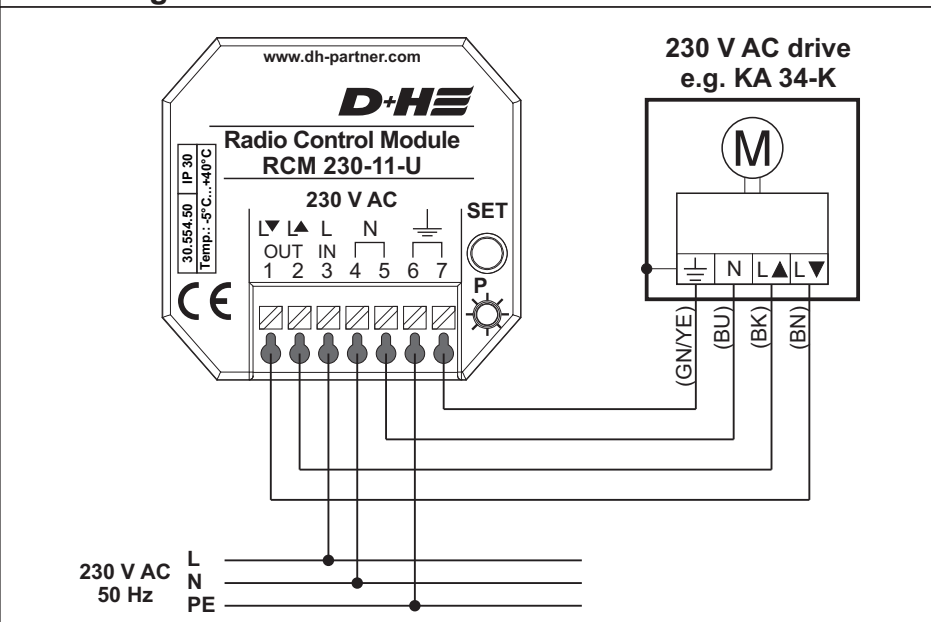 www.dh-partner.com
D+H
Radio Control Module
RCM 230-11-U
30.554.50 IP 30
Temp.: -5°C...+40°C
230 V AC
L▼ L▲ L N
OUT IN
1 2 3 4 5 6 7
SET
P
CE
230 V AC drive
e.g. KA 34-K
M
N L▲ L▼
(GN/YE) (BU) (BK) (BN)
230 V AC
50 Hz
L
N
PE